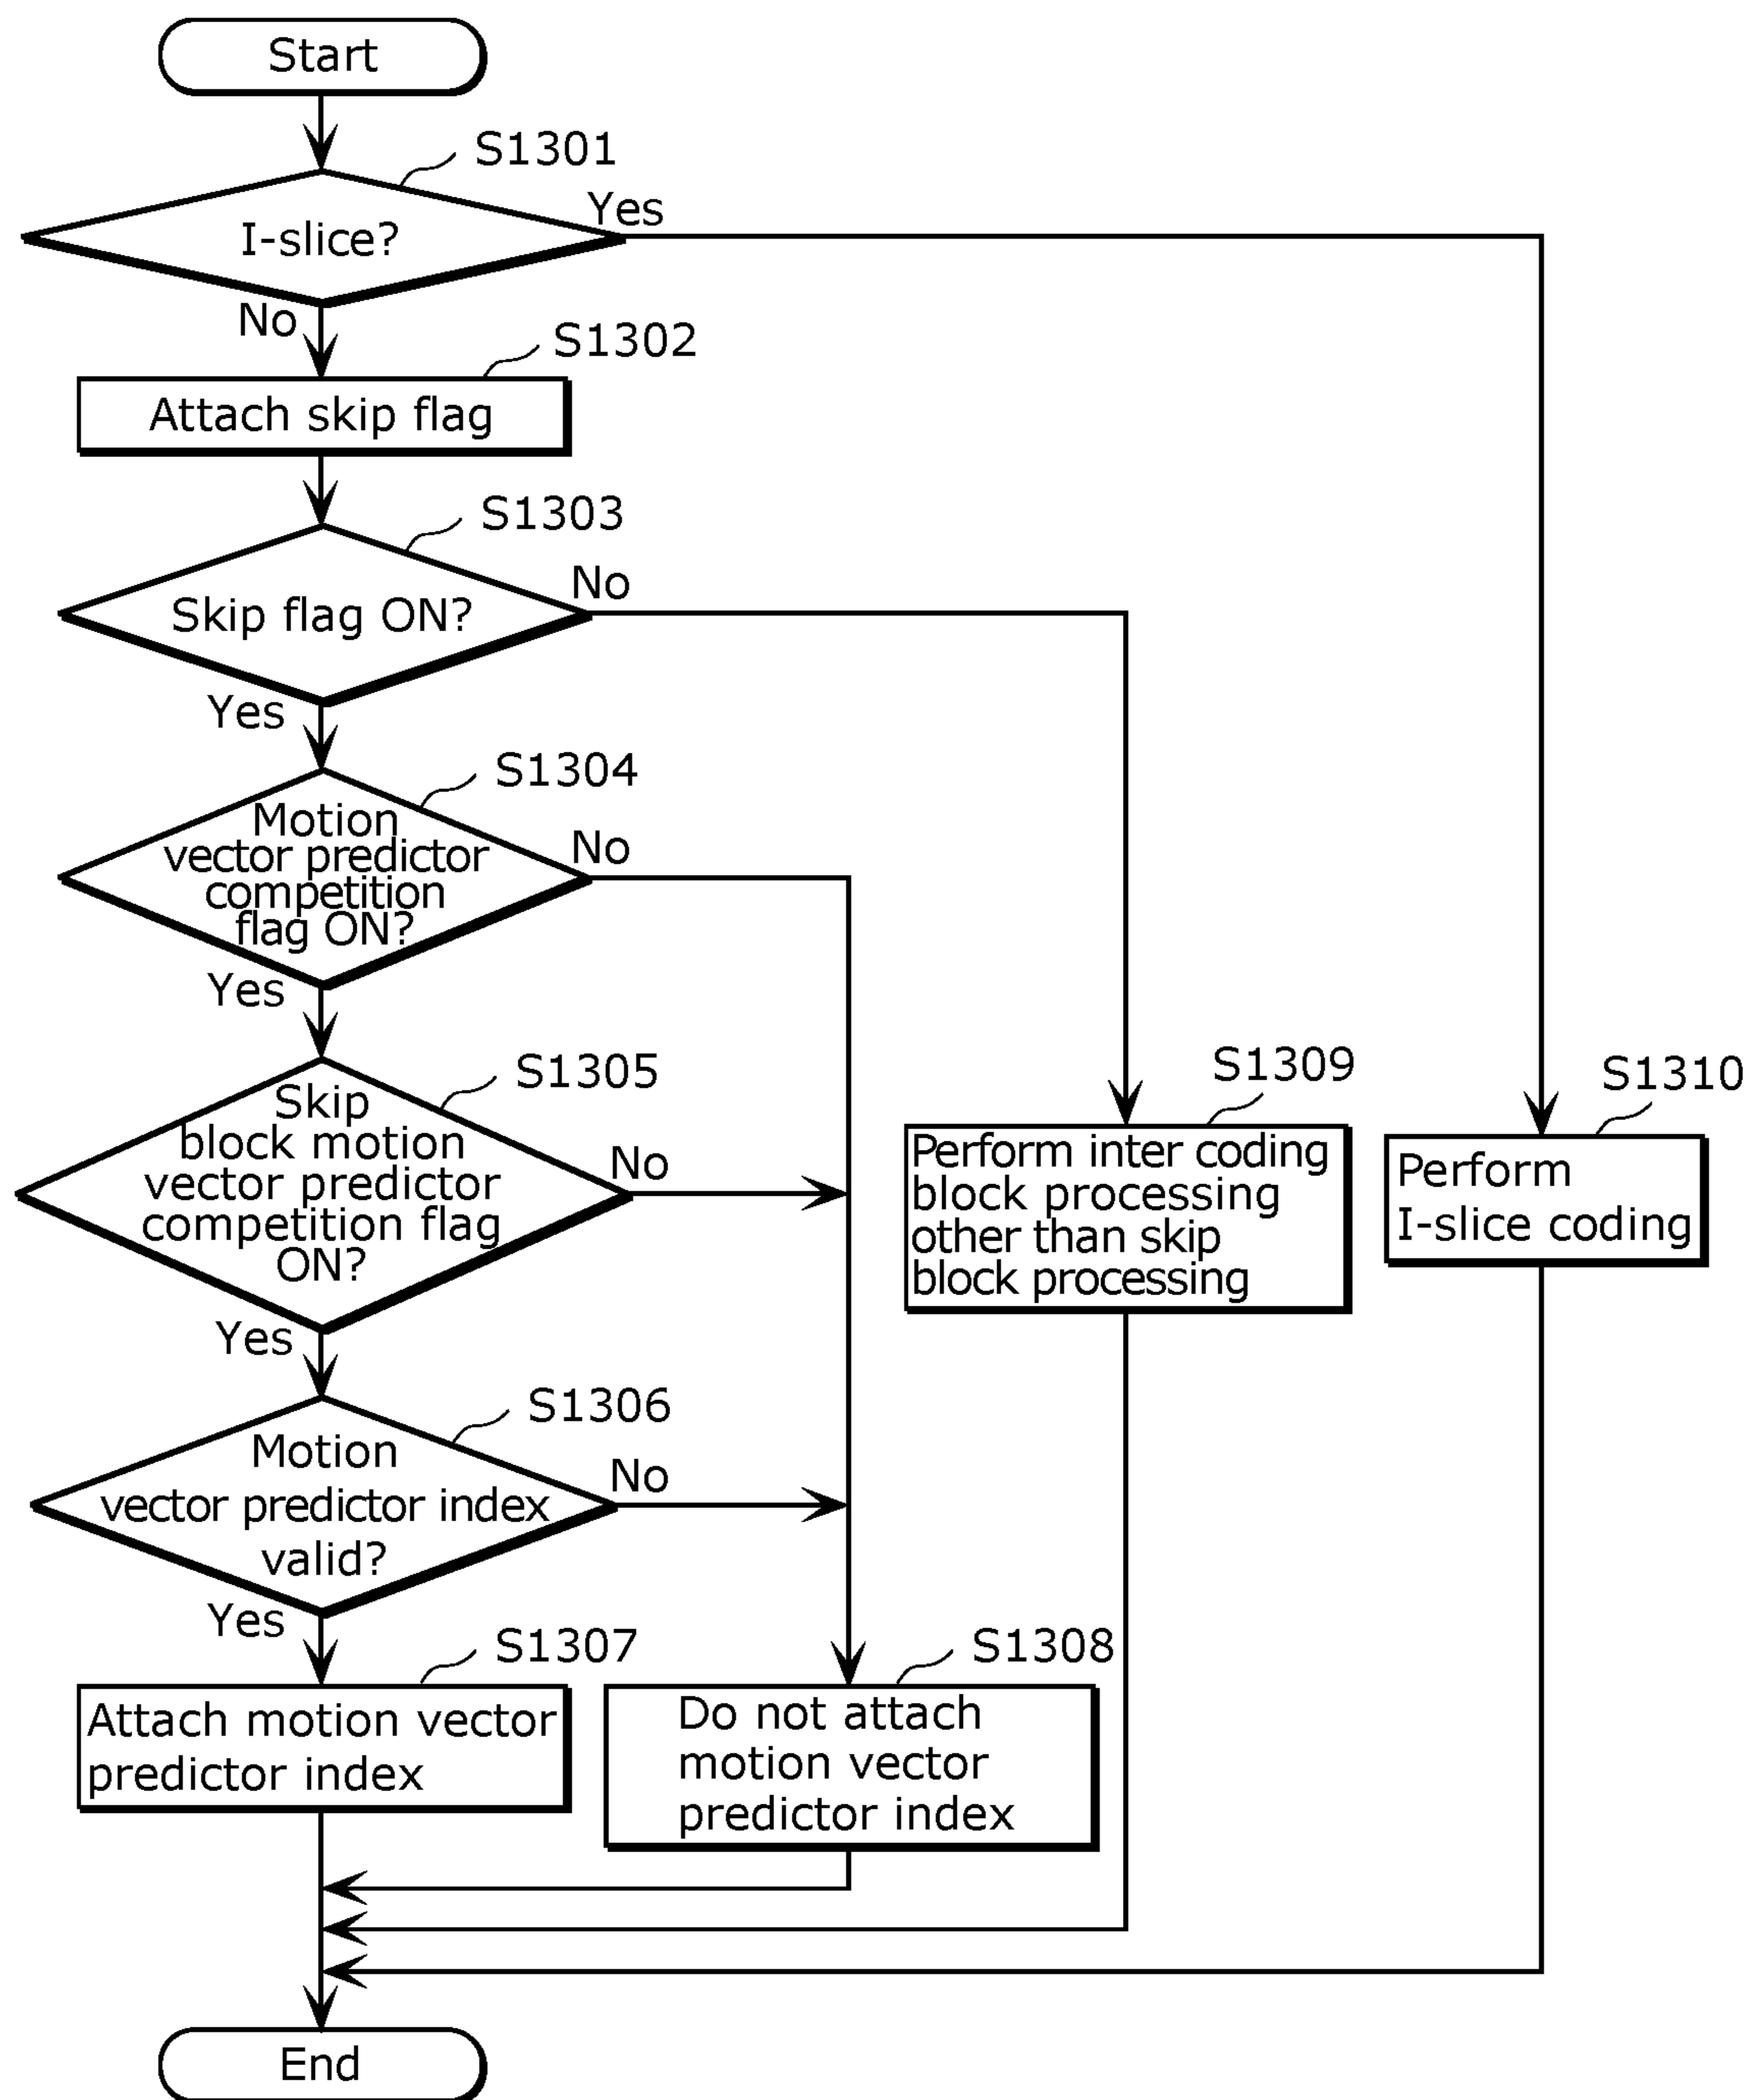 Start
S1301
I-slice?
Yes
No
S1302
Attach skip flag
S1303
Skip flag ON?
No
Yes
S1304
Motion
vector predictor
competition
flag ON?
No
Yes
S1305
Skip
block motion
vector predictor
competition flag
ON?
No
Yes
S1306
Motion
vector predictor index
valid?
No
Yes
S1307
Attach motion vector
predictor index
S1308
Do not attach
motion vector
predictor index
S1309
Perform inter coding
block processing
other than skip
block processing
S1310
Perform
I-slice coding
End